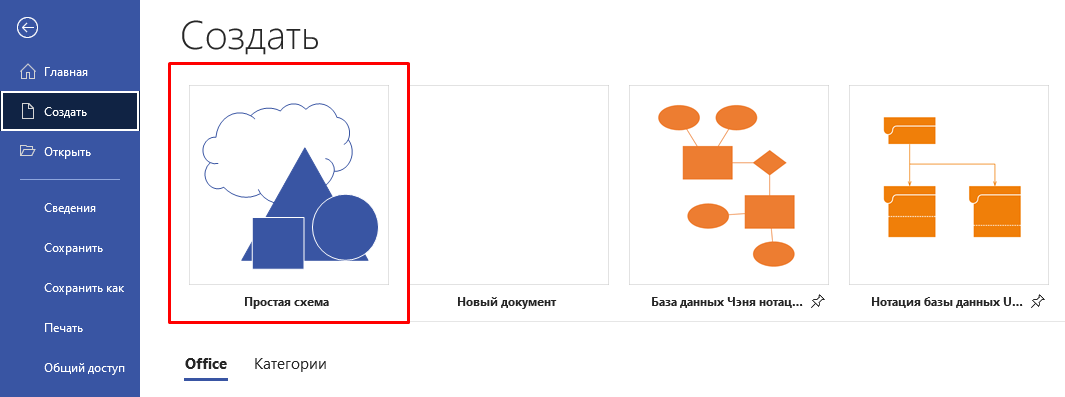 Создать
Главная
Создать
Открыть
Сведения
Сохранить
Сохранить как
Печать
Общий доступ
Простая схема
Новый документ
База данных Чэня нотац...
Нотация базы данных U...
Office Категории